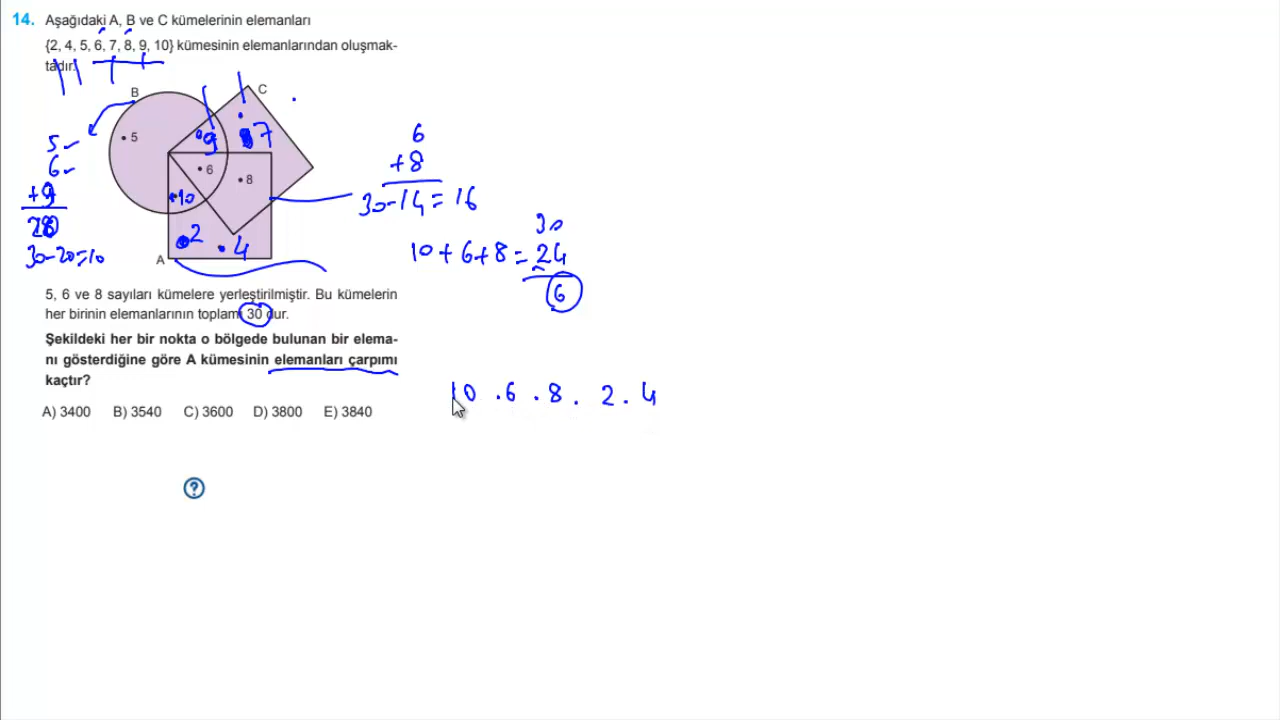 14. Aşağıdaki A, B ve C kümelerinin elemanları
{2, 4, 5, 6, 7, 8, 9, 10} kümesinin elemanlarından oluşmak-
tadır.
B
C
5
9
7
6
8
10
2
4
A
5
6
+9
30-20=10
6
+8
30-14=16
30
10+6+8=24
6
5, 6 ve 8 sayıları kümelere yerleştirilmiştir. Bu kümelerin
her birinin elemanlarının toplamı 30 dur.
Şekildeki her bir nokta o bölgede bulunan bir elema-
nı gösterdiğine göre A kümesinin elemanları çarpımı
kaçtır?
10 . 6 . 8 . 2 . 4
A) 3400 B) 3540 C) 3600 D) 3800 E) 3840
?